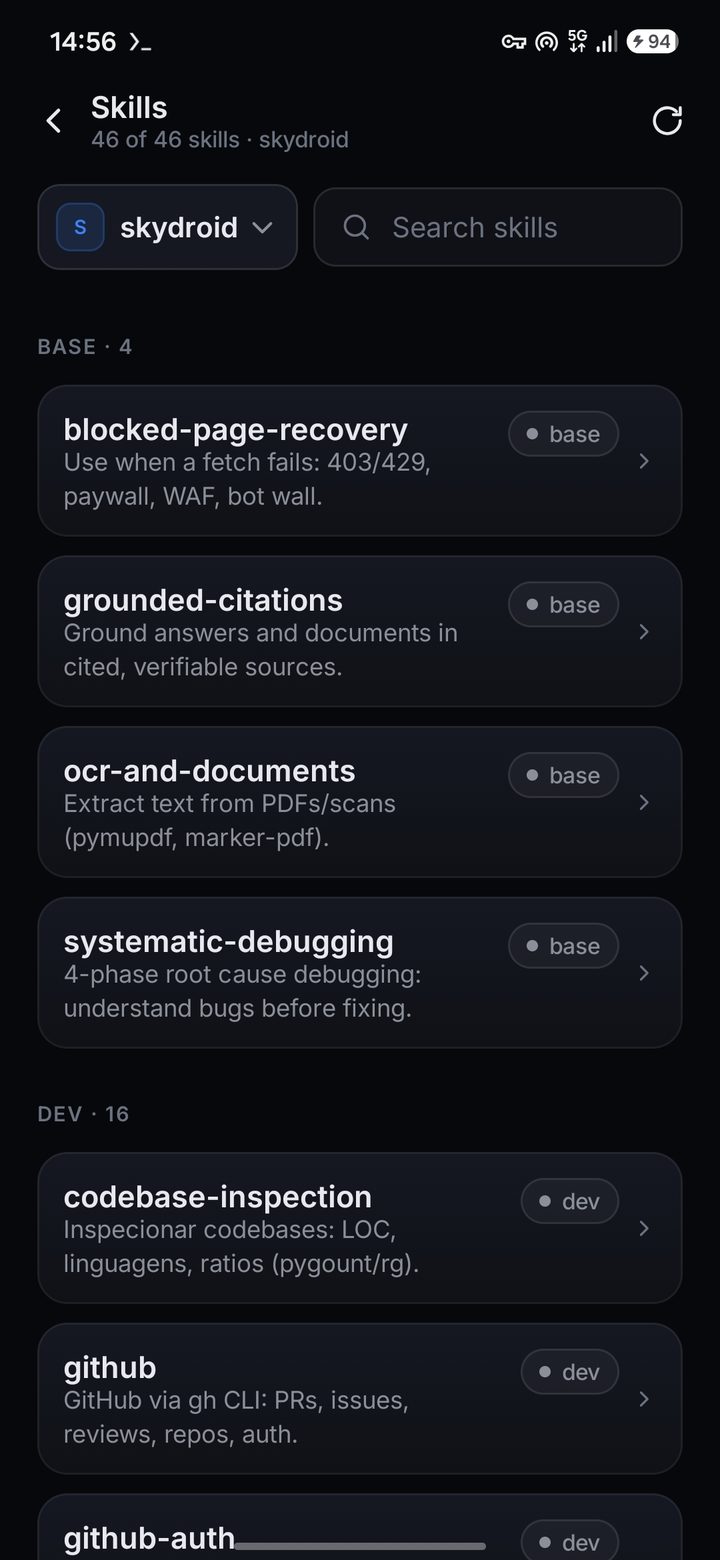 14:56
5G
94
Skills
46 of 46 skills · skydroid
S
skydroid
Search skills
BASE · 4
blocked-page-recovery
base
Use when a fetch fails: 403/429,
paywall, WAF, bot wall.
grounded-citations
base
Ground answers and documents in
cited, verifiable sources.
ocr-and-documents
base
Extract text from PDFs/scans
(pymupdf, marker-pdf).
systematic-debugging
base
4-phase root cause debugging:
understand bugs before fixing.
DEV · 16
codebase-inspection
dev
Inspecionar codebases: LOC,
linguagens, ratios (pygount/rg).
github
dev
GitHub via gh CLI: PRs, issues,
reviews, repos, auth.
github-auth
dev